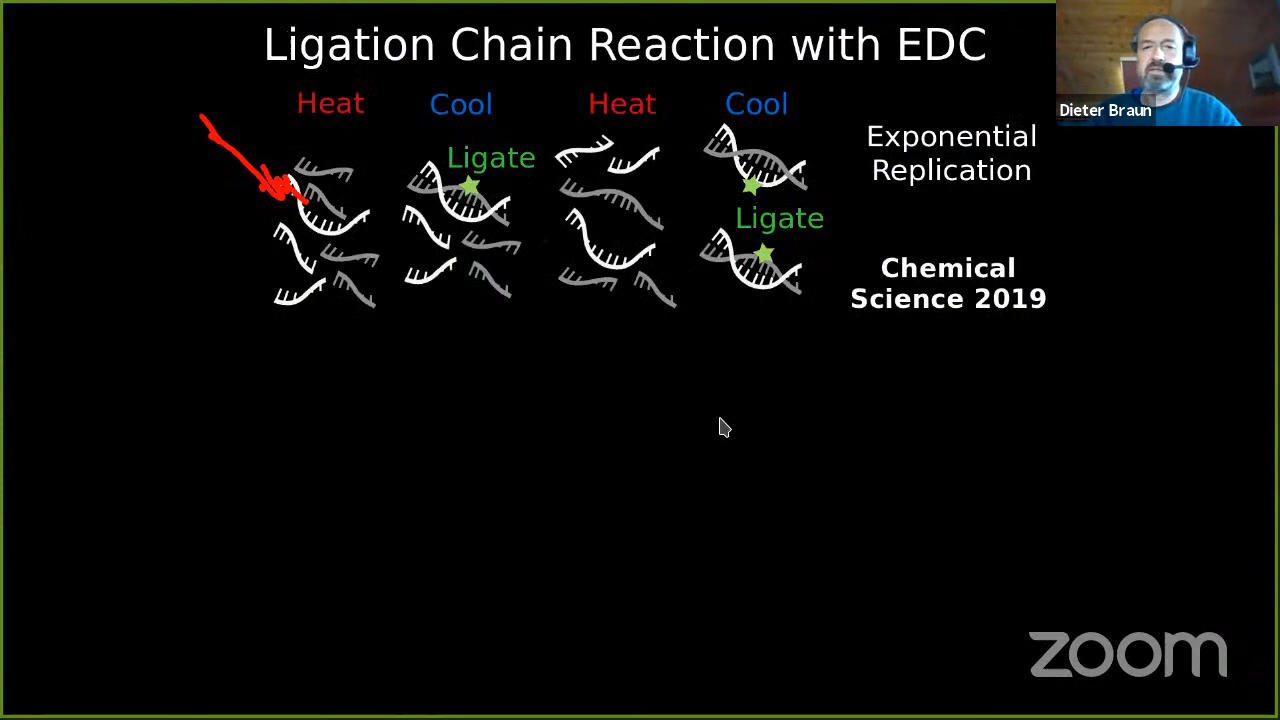 Ligation Chain Reaction with EDC
Heat
Cool
Heat
Cool
Dieter Braun
Exponential
Replication
Ligate
Ligate
Chemical
Science 2019
zoom